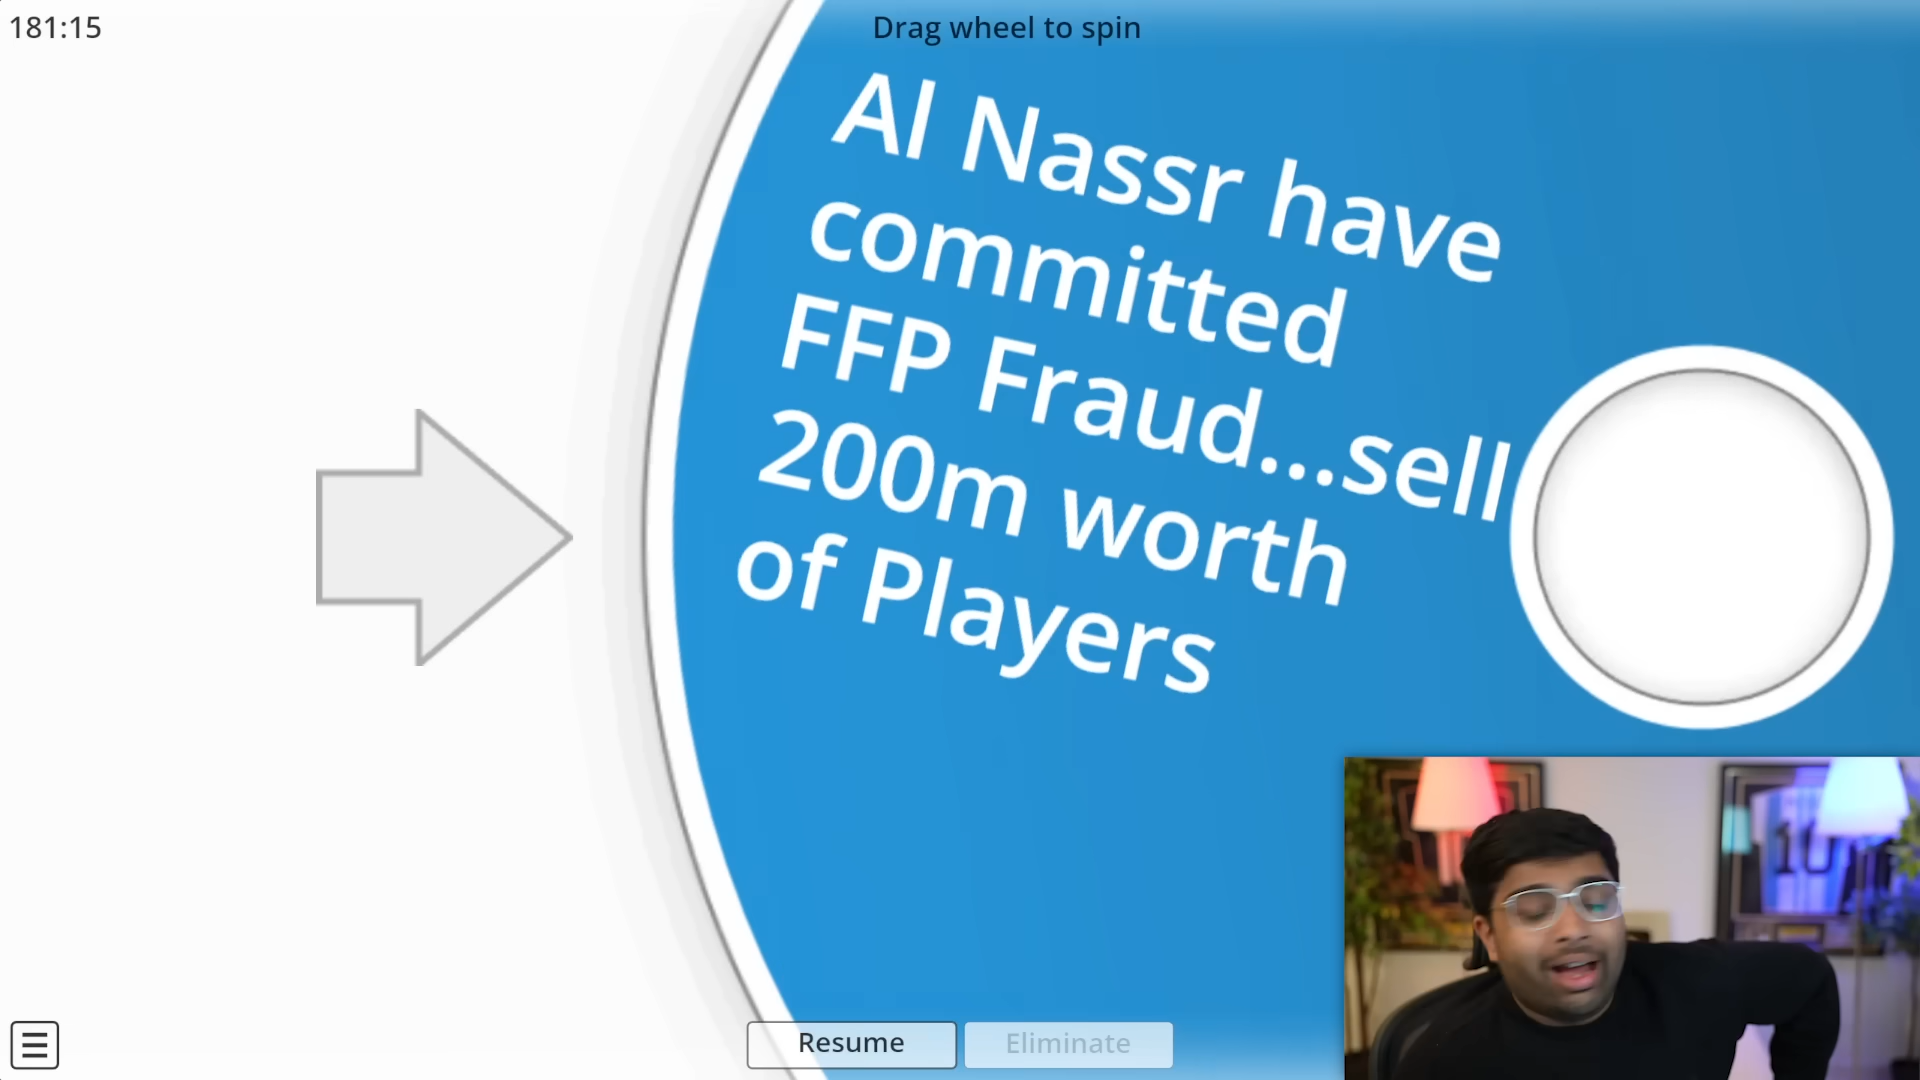 181:15
Drag wheel to spin
Al Nassr have
committed
FFP Fraud...sell
200m worth
of Players
Resume
Eliminate
10